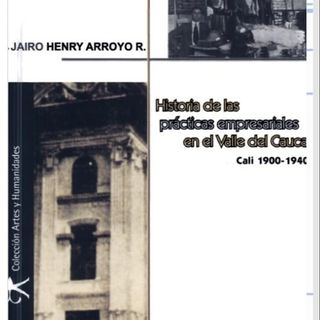 JAIRO HENRY ARROYO R.
Historia de las
prácticas empresariales
en el Valle del Cauca
Cali 1900-1940
Colección Artes y Humanidades